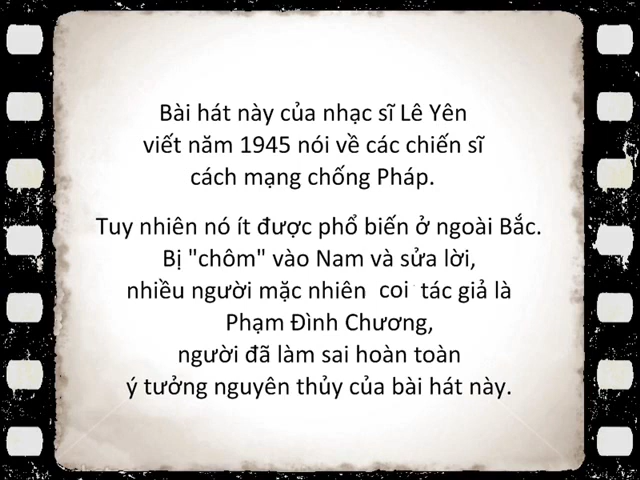 Bài hát này của nhạc sĩ Lê Yên
viết năm 1945 nói về các chiến sĩ
cách mạng chống Pháp.
Tuy nhiên nó ít được phổ biến ở ngoài Bắc.
Bị "chôm" vào Nam và sửa lời,
nhiều người mặc nhiên coi tác giả là
Phạm Đình Chương,
người đã làm sai hoàn toàn
ý tưởng nguyên thủy của bài hát này.